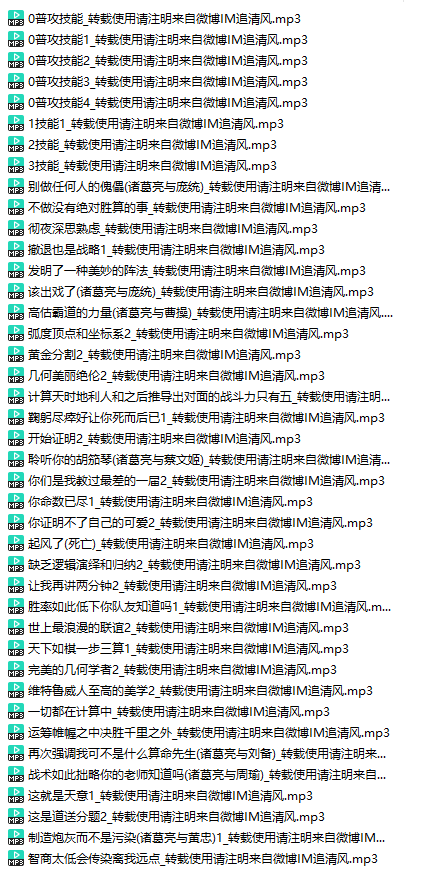 0普攻技能_转载使用请注明来自微博IM追清风.mp3
0普攻技能1_转载使用请注明来自微博IM追清风.mp3
0普攻技能2_转载使用请注明来自微博IM追清风.mp3
0普攻技能3_转载使用请注明来自微博IM追清风.mp3
0普攻技能4_转载使用请注明来自微博IM追清风.mp3
1技能1_转载使用请注明来自微博IM追清风.mp3
2技能_转载使用请注明来自微博IM追清风.mp3
3技能_转载使用请注明来自微博IM追清风.mp3
别做任何人的傀儡(诸葛亮与庞统)_转载使用请注明来自微博IM追清...
不做没有绝对胜算的事_转载使用请注明来自微博IM追清风.mp3
彻夜深思熟虑_转载使用请注明来自微博IM追清风.mp3
撤退也是战略1_转载使用请注明来自微博IM追清风.mp3
发明了一种美妙的阵法_转载使用请注明来自微博IM追清风.mp3
该出戏了(诸葛亮与庞统)_转载使用请注明来自微博IM追清风.mp3
高估霸道的力量(诸葛亮与曹操)_转载使用请注明来自微博IM追清风....
弧度顶点和坐标系2_转载使用请注明来自微博IM追清风.mp3
黄金分割2_转载使用请注明来自微博IM追清风.mp3
几何美丽绝伦2_转载使用请注明来自微博IM追清风.mp3
计算天时地利人和之后推导出对面的战斗力只有五_转载使用请注明...
鞠躬尽瘁好让你死而后已1_转载使用请注明来自微博IM追清风.mp3
开始证明2_转载使用请注明来自微博IM追清风.mp3
聆听你的胡笳琴(诸葛亮与蔡文姬)_转载使用请注明来自微博IM追清...
你们是我教过最差的一届2_转载使用请注明来自微博IM追清风.mp3
你命数已尽1_转载使用请注明来自微博IM追清风.mp3
你证明不了自己的可爱2_转载使用请注明来自微博IM追清风.mp3
起风了(死亡)_转载使用请注明来自微博IM追清风.mp3
缺乏逻辑演绎和归纳2_转载使用请注明来自微博IM追清风.mp3
让我再讲两分钟2_转载使用请注明来自微博IM追清风.mp3
胜率如此低下你队友知道吗1_转载使用请注明来自微博IM追清风.m...
世上最浪漫的联谊2_转载使用请注明来自微博IM追清风.mp3
天下如棋一步三算1_转载使用请注明来自微博IM追清风.mp3
完美的几何学者2_转载使用请注明来自微博IM追清风.mp3
维特鲁威人至高的美学2_转载使用请注明来自微博IM追清风.mp3
一切都在计算中_转载使用请注明来自微博IM追清风.mp3
运筹帷幄之中决胜千里之外_转载使用请注明来自微博IM追清风.mp3
再次强调我可不是什么算命先生(诸葛亮与刘备)_转载使用请注明来...
战术如此拙略你的老师知道吗(诸葛亮与周瑜)_转载使用请注明来自...
这就是天意1_转载使用请注明来自微博IM追清风.mp3
这是道送分题2_转载使用请注明来自微博IM追清风.mp3
制造炮灰而不是污染(诸葛亮与黄忠)1_转载使用请注明来自微博IM...
智商太低会传染离我远点_转载使用请注明来自微博IM追清风.mp3